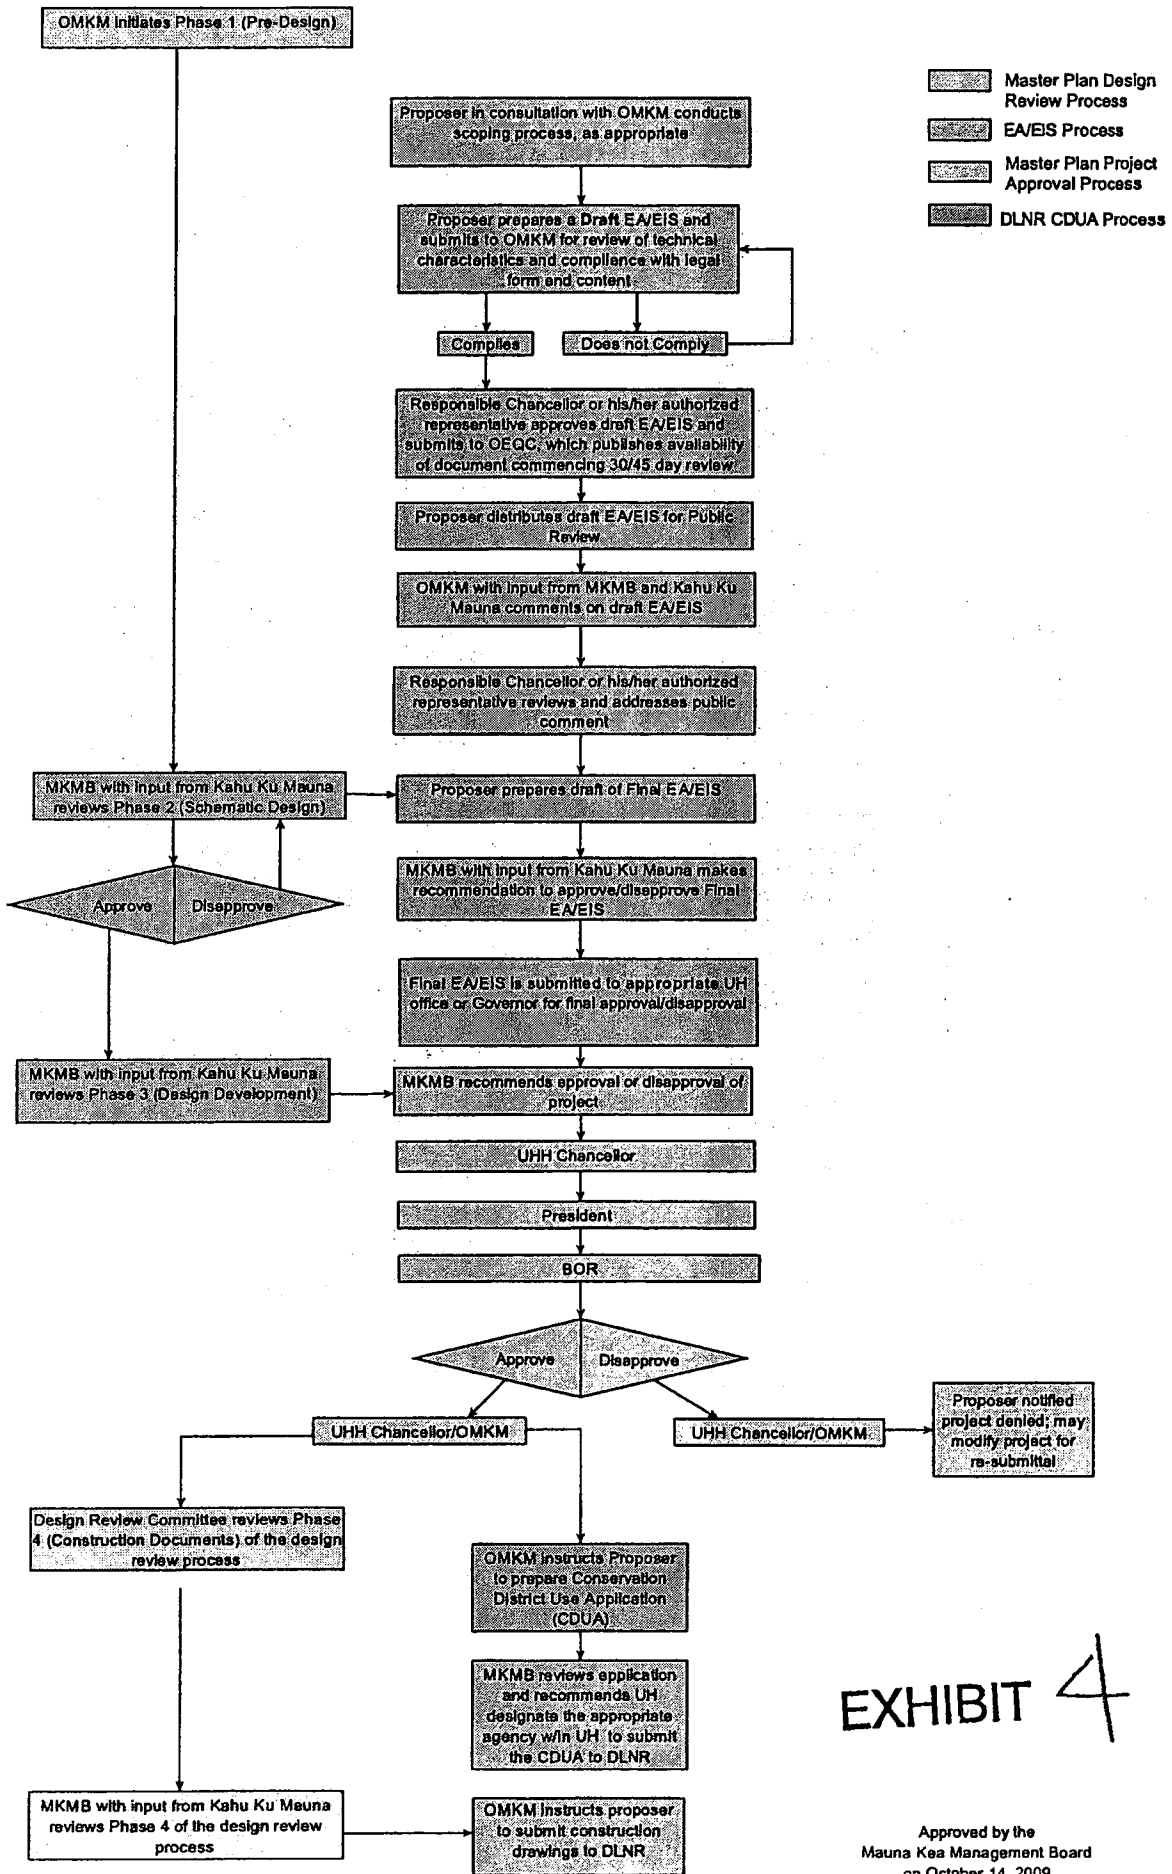 OMKM Initiates Phase 1 (Pre-Design)
Master Plan Design
Review Process
EA/EIS Process
Master Plan Project
Approval Process
DLNR CDUA Process
Proposer in consultation with OMKM conducts
scoping process, as appropriate
Proposer prepares a Draft EA/EIS and
submits to OMKM for review of technical
characteristics and compliance with legal
form and content
Complies
Does not Comply
Responsible Chancellor or his/her authorized
representative approves draft EA/EIS and
submits to OEQC, which publishes availability
of document commencing 30/45 day review
Proposer distributes draft EA/EIS for Public
Review
OMKM with input from MKMB and Kahu Ku
Mauna comments on draft EA/EIS
Responsible Chancellor or his/her authorized
representative reviews and addresses public
comment
MKMB with input from Kahu Ku Mauna
reviews Phase 2 (Schematic Design)
Proposer prepares draft of Final EA/EIS
Approve
Disapprove
MKMB with input from Kahu Ku Mauna makes
recommendation to approve/disapprove Final
EA/EIS
Final EA/EIS is submitted to appropriate UH
office or Governor for final approval/disapproval
MKMB with input from Kahu Ku Mauna
reviews Phase 3 (Design Development)
MKMB recommends approval or disapproval of
project
UHH Chancellor
President
BOR
Approve
Disapprove
UHH Chancellor/OMKM
UHH Chancellor/OMKM
Proposer notified
project denied; may
modify project for
re-submittal
Design Review Committee reviews Phase
4 (Construction Documents) of the design
review process
OMKM instructs Proposer
to prepare Conservation
District Use Application
(CDUA)
MKMB reviews application
and recommends UH
designate the appropriate
agency w/in UH to submit
the CDUA to DLNR
MKMB with input from Kahu Ku Mauna
reviews Phase 4 of the design review
process
OMKM instructs proposer
to submit construction
drawings to DLNR
EXHIBIT 4
Approved by the
Mauna Kea Management Board
on October 14, 2009